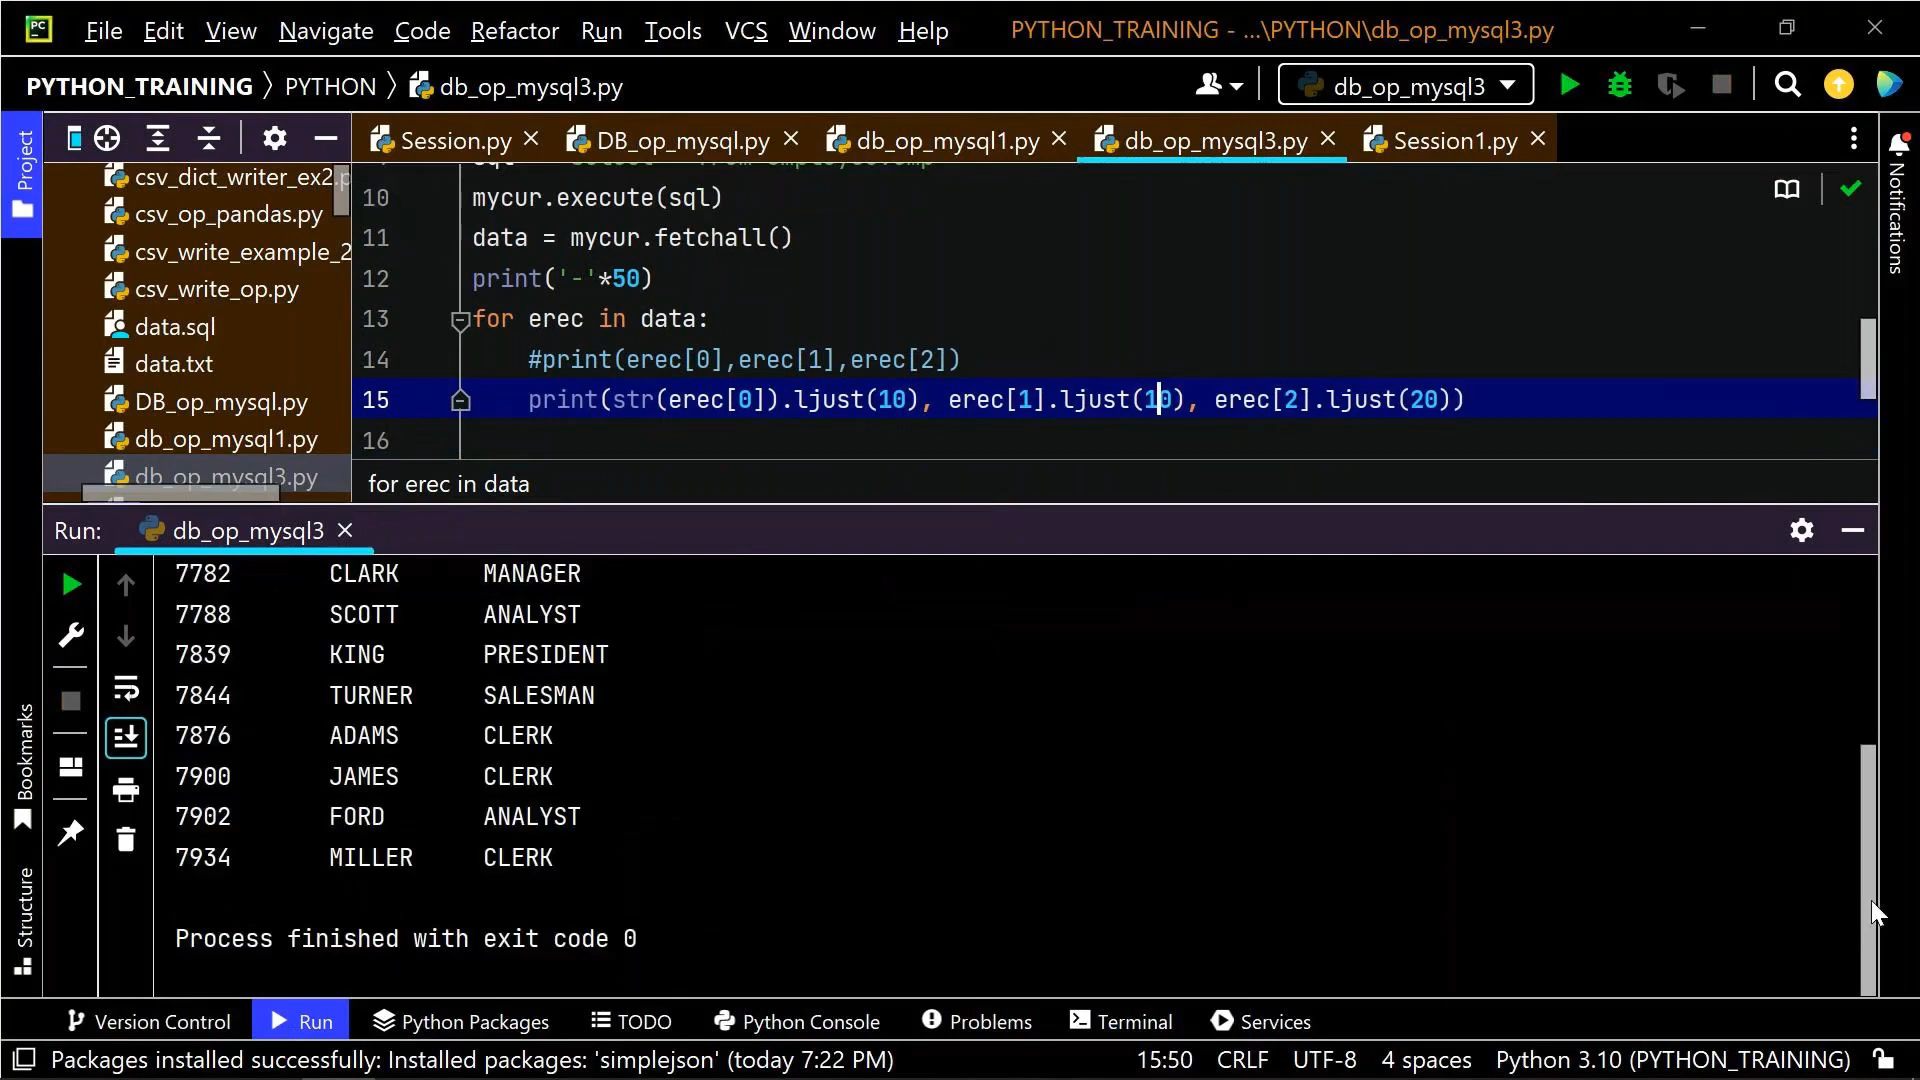 PC File Edit View Navigate Code Refactor Run Tools VCS Window Help PYTHON_TRAINING - ...\PYTHON\db_op_mysql3.py
PYTHON_TRAINING PYTHON db_op_mysql3.py db_op_mysql3
Project
Session.py DB_op_mysql.py db_op_mysql1.py db_op_mysql3.py Session1.py
Notifications
csv_dict_writer_ex2.p
csv_op_pandas.py
csv_write_example_2
csv_write_op.py
data.sql
data.txt
DB_op_mysql.py
db_op_mysql1.py
db_op_mysql3.py
10 mycur.execute(sql)
11 data = mycur.fetchall()
12 print('-'*50)
13 for erec in data:
14 #print(erec[0],erec[1],erec[2])
15 print(str(erec[0]).ljust(10), erec[1].ljust(10), erec[2].ljust(20))
16
for erec in data
Run: db_op_mysql3
7782 CLARK MANAGER
7788 SCOTT ANALYST
7839 KING PRESIDENT
7844 TURNER SALESMAN
7876 ADAMS CLERK
7900 JAMES CLERK
7902 FORD ANALYST
7934 MILLER CLERK
Process finished with exit code 0
Bookmarks
Structure
Version Control Run Python Packages TODO Python Console Problems Terminal Services
Packages installed successfully: Installed packages: 'simplejson' (today 7:22 PM) 15:50 CRLF UTF-8 4 spaces Python 3.10 (PYTHON_TRAINING)